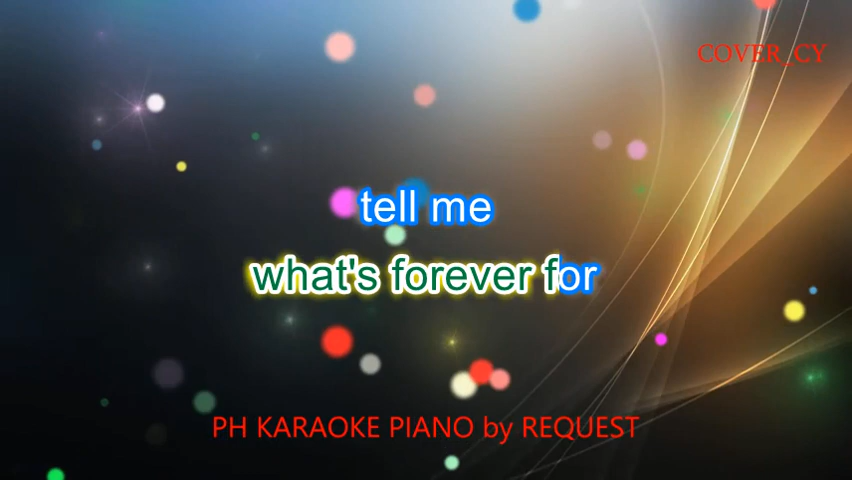 COVER_CY
tell me
what's forever for
PH KARAOKE PIANO by REQUEST